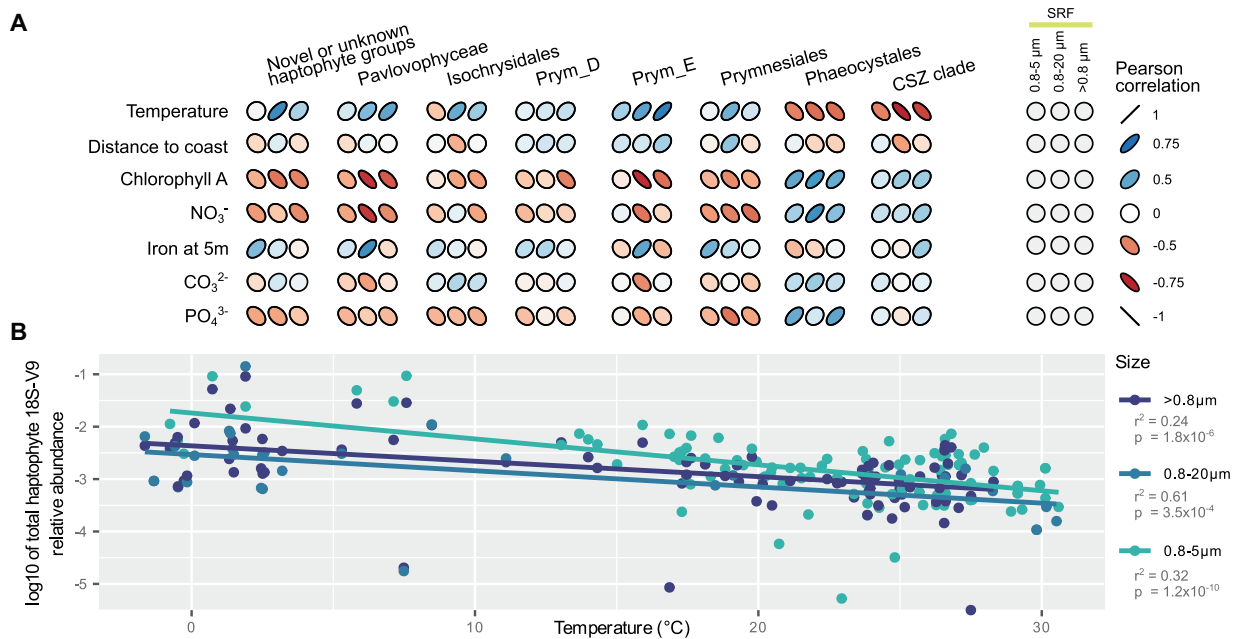 A
Novel or unknown
haptophyte groups
Pavlovophyceae
Isochrysidales
Prym_D
Prym_E
Prymnesiales
Phaeocystales
CSZ clade
SRF
0.8-5 µm
0.8-20 µm
>0.8 µm
Pearson
correlation
Temperature
Distance to coast
Chlorophyll A
NO₃⁻
Iron at 5m
CO₃²⁻
PO₄³⁻
1
0.75
0.5
0
-0.5
-0.75
-1
B
log10 of total haptophyte 18S-V9
relative abundance
-1
-2
-3
-4
-5
0
10
20
30
Temperature (°C)
Size
>0.8µm
r² = 0.24
p = 1.8x10⁻⁶
0.8-20µm
r² = 0.61
p = 3.5x10⁻⁴
0.8-5µm
r² = 0.32
p = 1.2x10⁻¹⁰